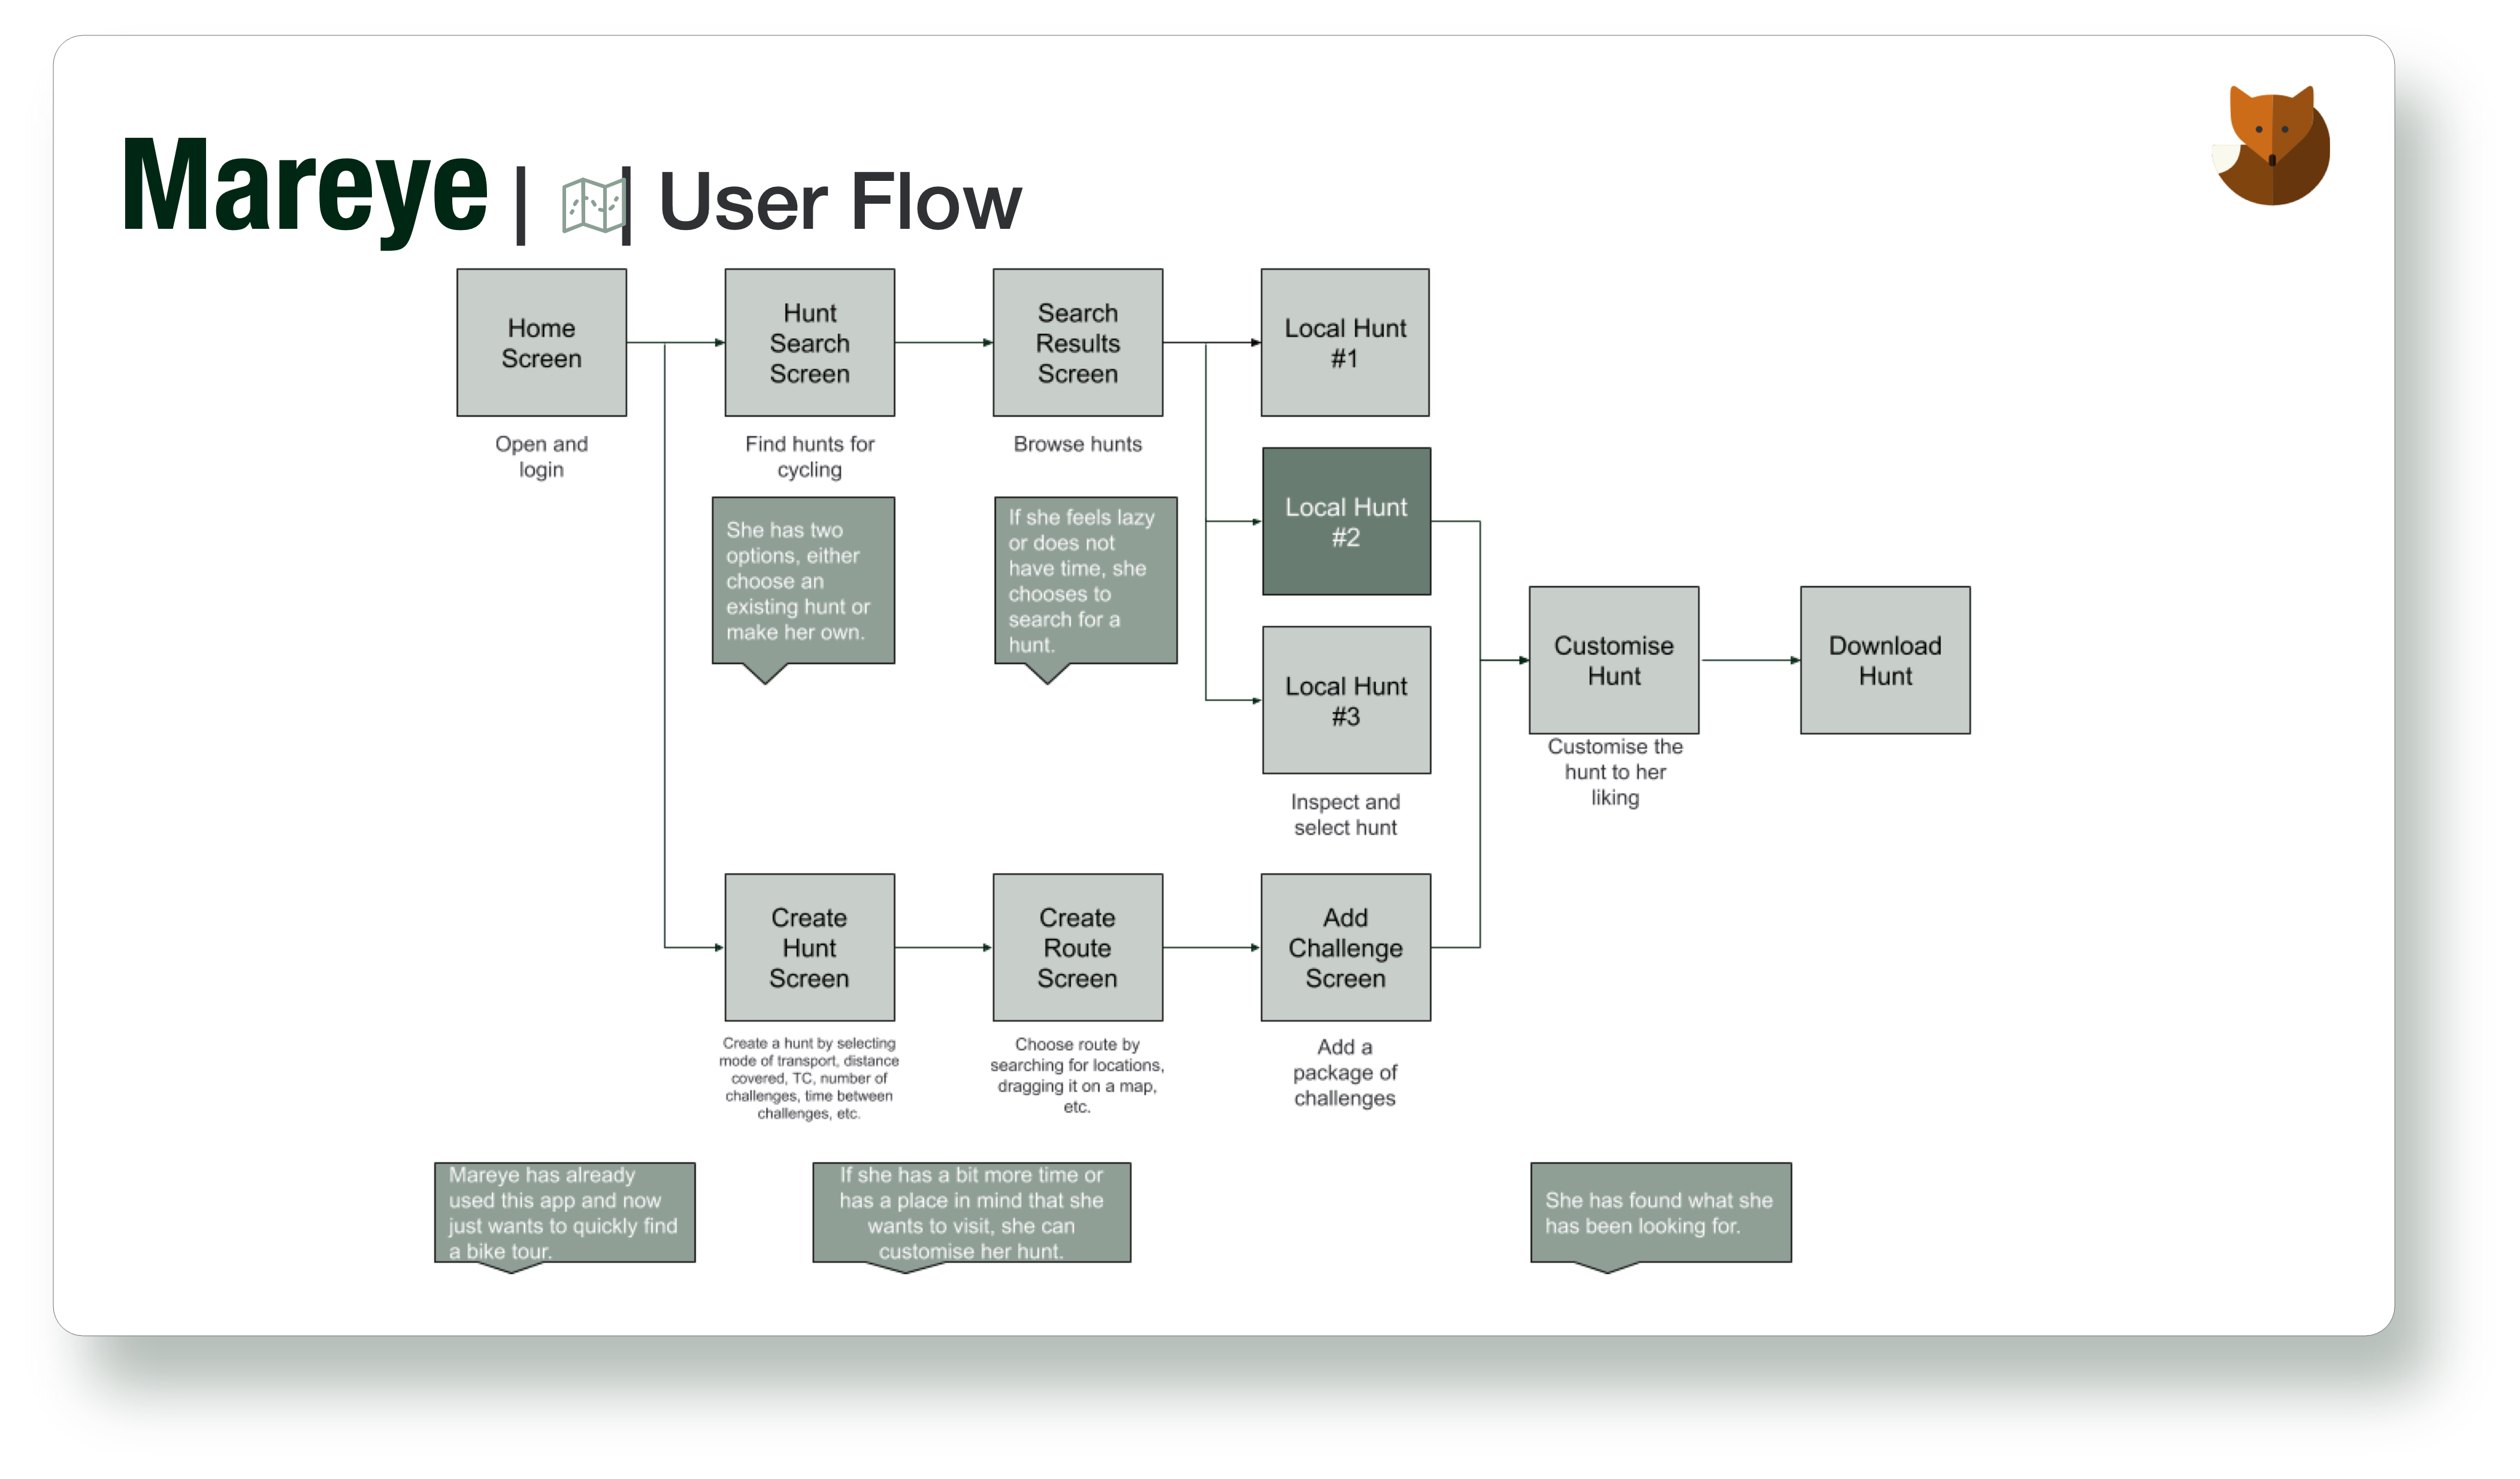 Mareye | | User Flow
Home
Screen
Hunt
Search
Screen
Search
Results
Screen
Local Hunt
#1
Open and
login
Find hunts for
cycling
Browse hunts
She has two
options, either
choose an
existing hunt or
make her own.
If she feels lazy
or does not
have time, she
chooses to
search for a
hunt.
Local Hunt
#2
Local Hunt
#3
Inspect and
select hunt
Customise
Hunt
Customise the
hunt to her
liking
Download
Hunt
Create
Hunt
Screen
Create
Route
Screen
Add
Challenge
Screen
Create a hunt by selecting
mode of transport, distance
covered, TC, number of
challenges, time between
challenges, etc.
Choose route by
searching for locations,
dragging it on a map,
etc.
Add a
package of
challenges
Mareye has already
used this app and now
just wants to quickly find
a bike tour.
If she has a bit more time or
has a place in mind that she
wants to visit, she can
customise her hunt.
She has found what she
has been looking for.